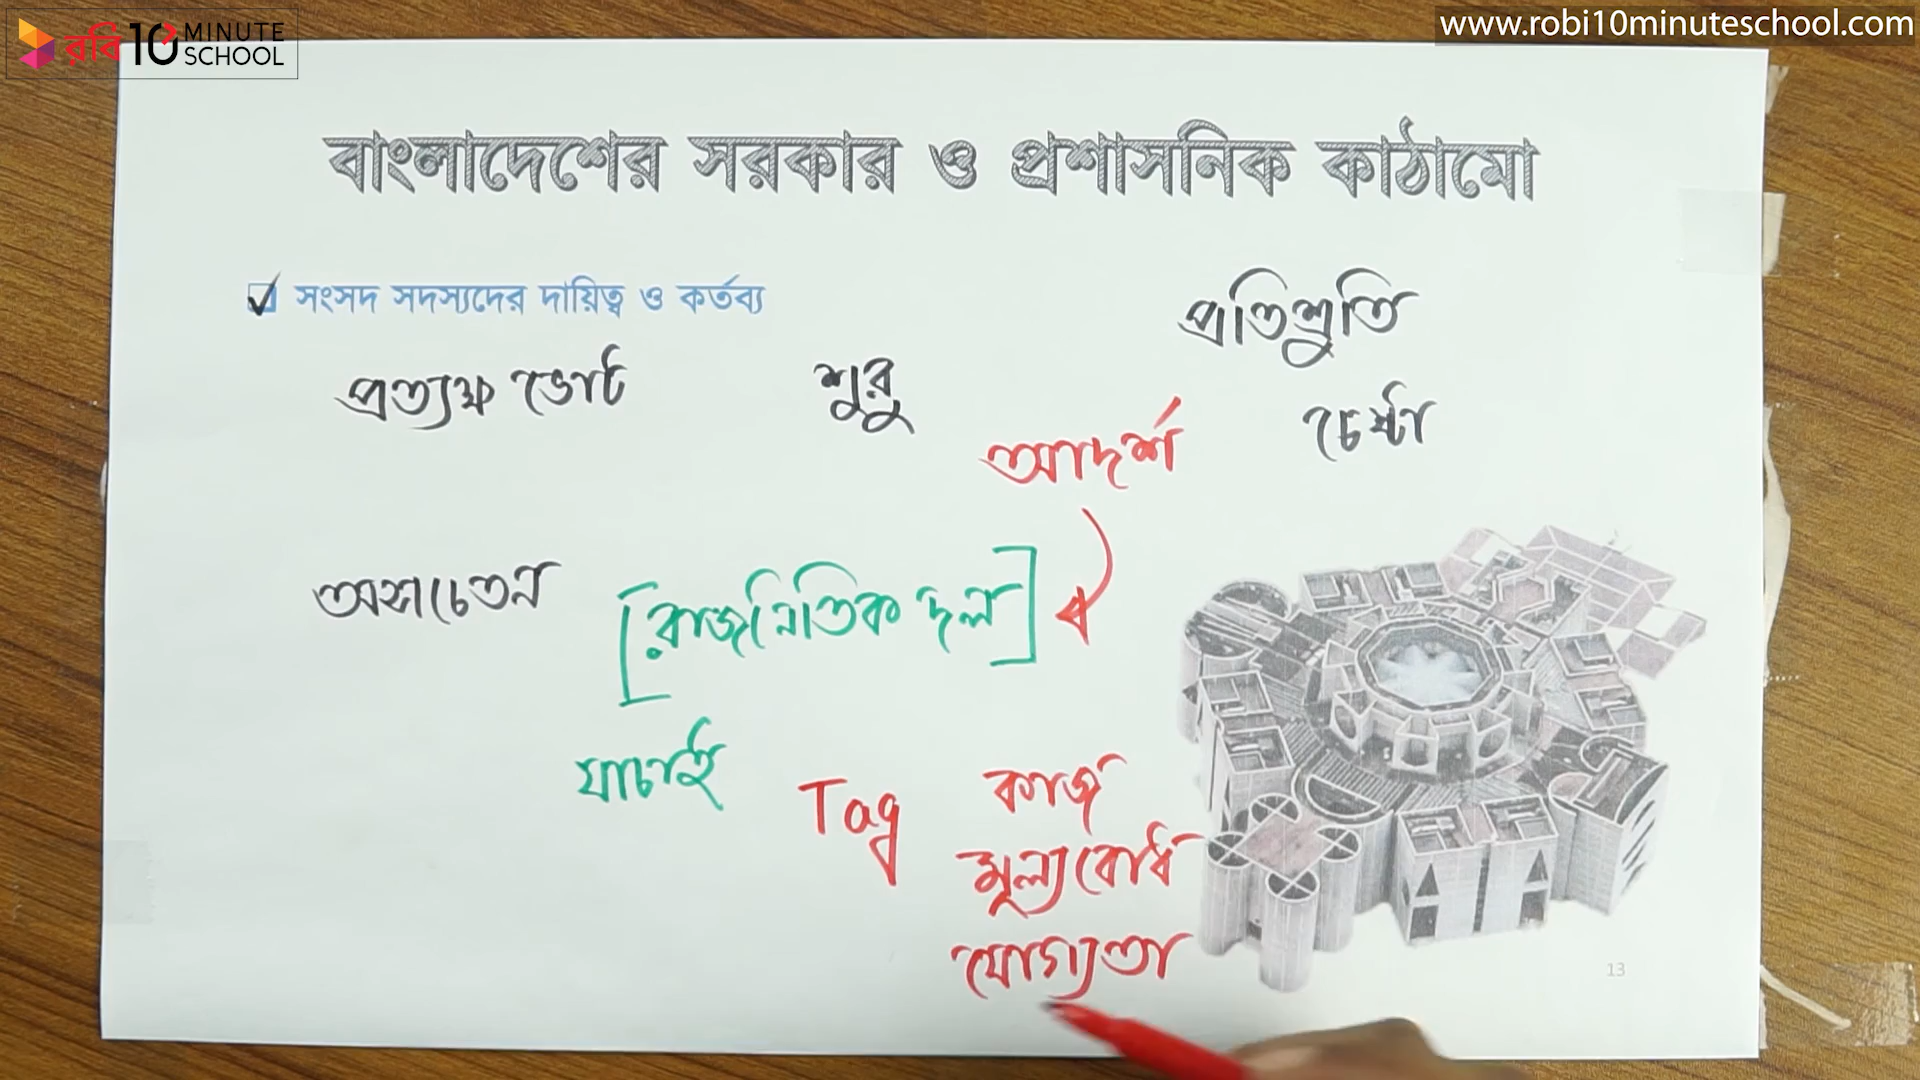 রবি 10 MINUTE SCHOOL
www.robi10minuteschool.com
বাংলাদেশের সরকার ও প্রশাসনিক কাঠামো
সংসদ সদস্যদের দায়িত্ব ও কর্তব্য
প্রতিশ্রুতি
প্রত্যক্ষ ভোট
শুরু
চেষ্টা
আদর্শ
অসচেতন
[রাজনিতিক দল]
ব
যাচাই
Tag
কাজ
মূল্যবোধ
যোগ্যতা
13